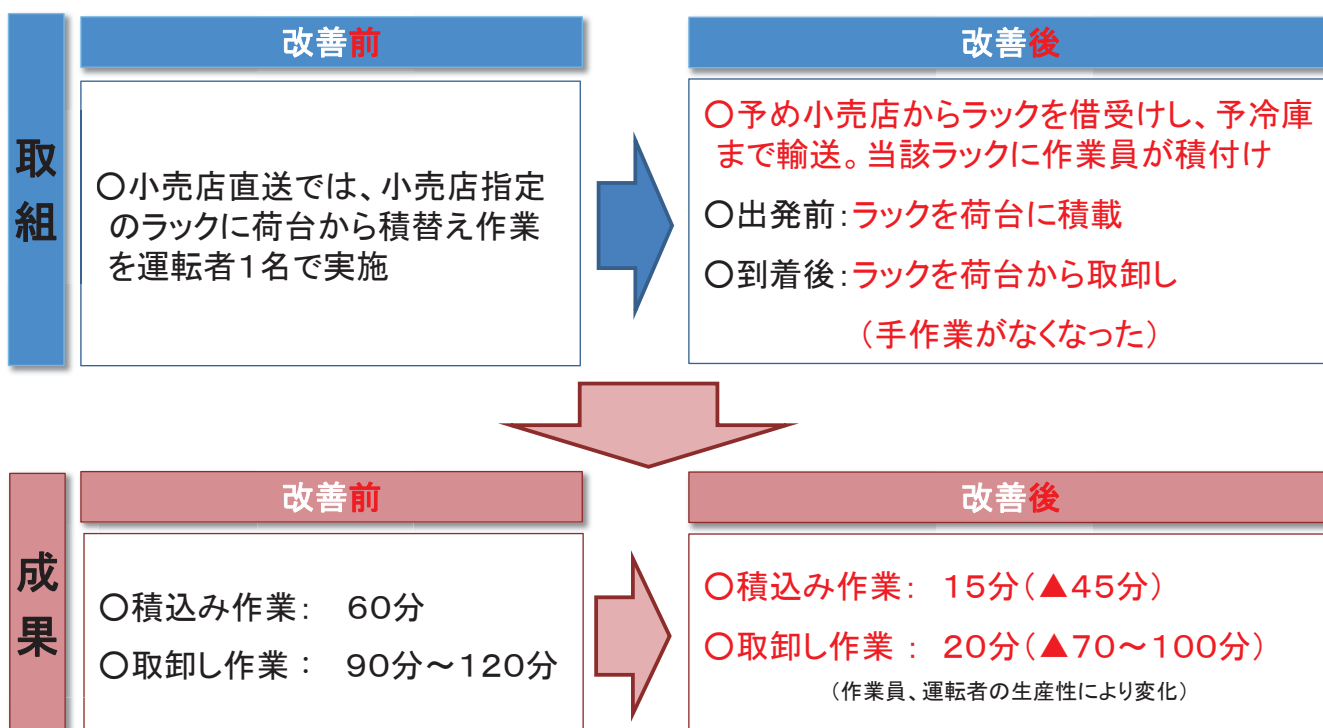 取組
改善前
〇小売店直送では、小売店指定
のラックに荷台から積替え作業
を運転者１名で実施
改善後
〇予め小売店からラックを借受けし、予冷庫
まで輸送。当該ラックに作業員が積付け
〇出発前：ラックを荷台に積載
〇到着後：ラックを荷台から取卸し
（手作業がなくなった）
成果
改善前
〇積込み作業：　６０分
〇取卸し作業：　９０分～１２０分
改善後
〇積込み作業：　１５分（▲４５分）
〇取卸し作業：　２０分（▲７０～１００分）
（作業員、運転者の生産性により変化）